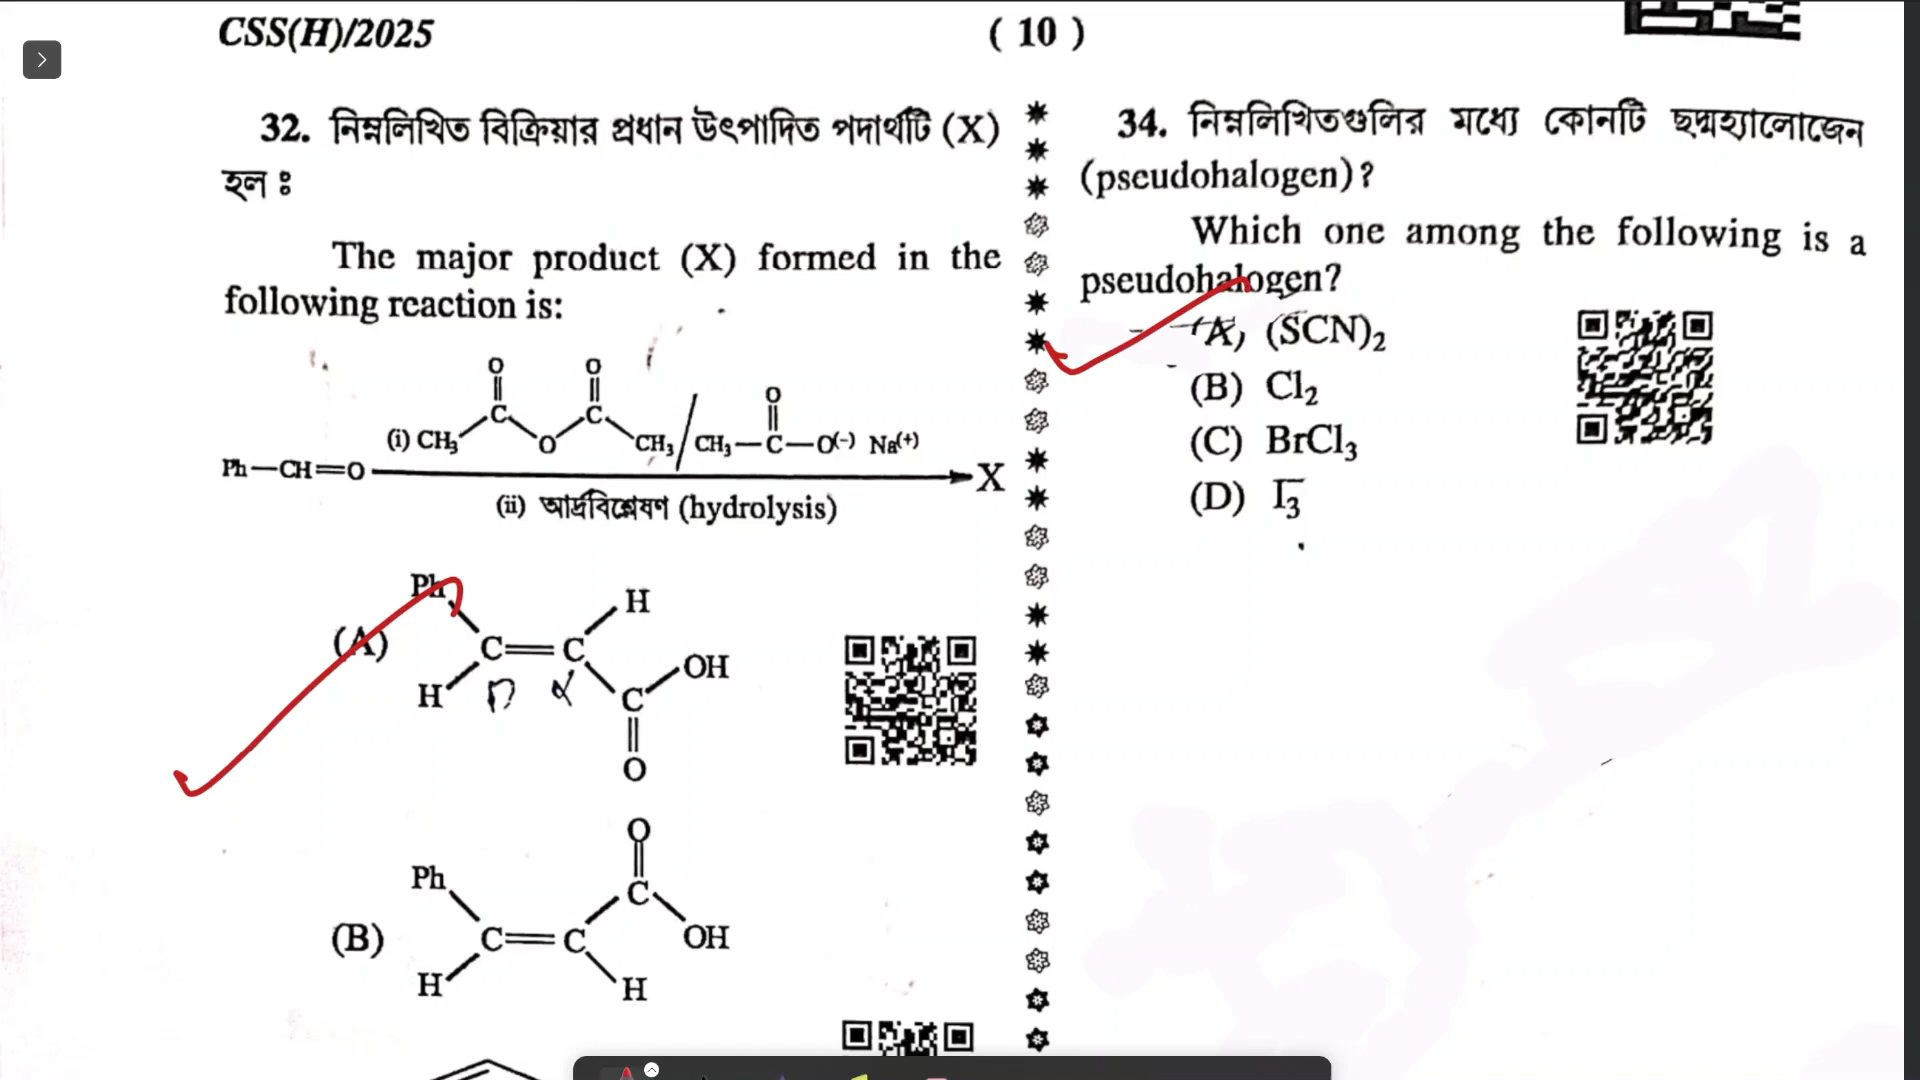 CSS(H)/2025
( 10 )
32. নিম্নলিখিত বিক্রিয়ার প্রধান উৎপাদিত পদার্থটি (X)
হল ঃ
The major product (X) formed in the
following reaction is:
O O O
(i) CH₃ C O C CH₃ / CH₃—C—O⁽⁻⁾ Na⁽⁺⁾
Ph—CH=O X
(ii) আর্দ্রবিশ্লেষণ (hydrolysis)
(A)
Ph H
C=C
H C OH
O
β α
(B)
O
Ph C
C=C OH
H H
34. নিম্নলিখিতগুলির মধ্যে কোনটি ছদ্মহ্যালোজেন
(pseudohalogen)?
Which one among the following is a
pseudohalogen?
(A) (SCN)₂
(B) Cl₂
(C) BrCl₃
(D) I₃⁻